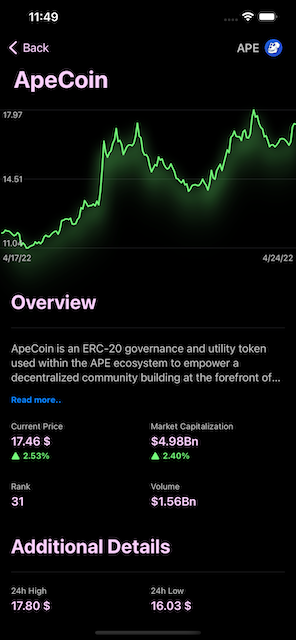 11:49
Back
APE
ApeCoin
17.97
14.51
11.04
4/17/22 4/24/22
Overview
ApeCoin is an ERC-20 governance and utility token
used within the APE ecosystem to empower a
decentralized community building at the forefront of...
Read more..
Current Price Market Capitalization
17.46 $ $4.98Bn
2.53% 2.40%
Rank Volume
31 $1.56Bn
Additional Details
24h High 24h Low
17.80 $ 16.03 $